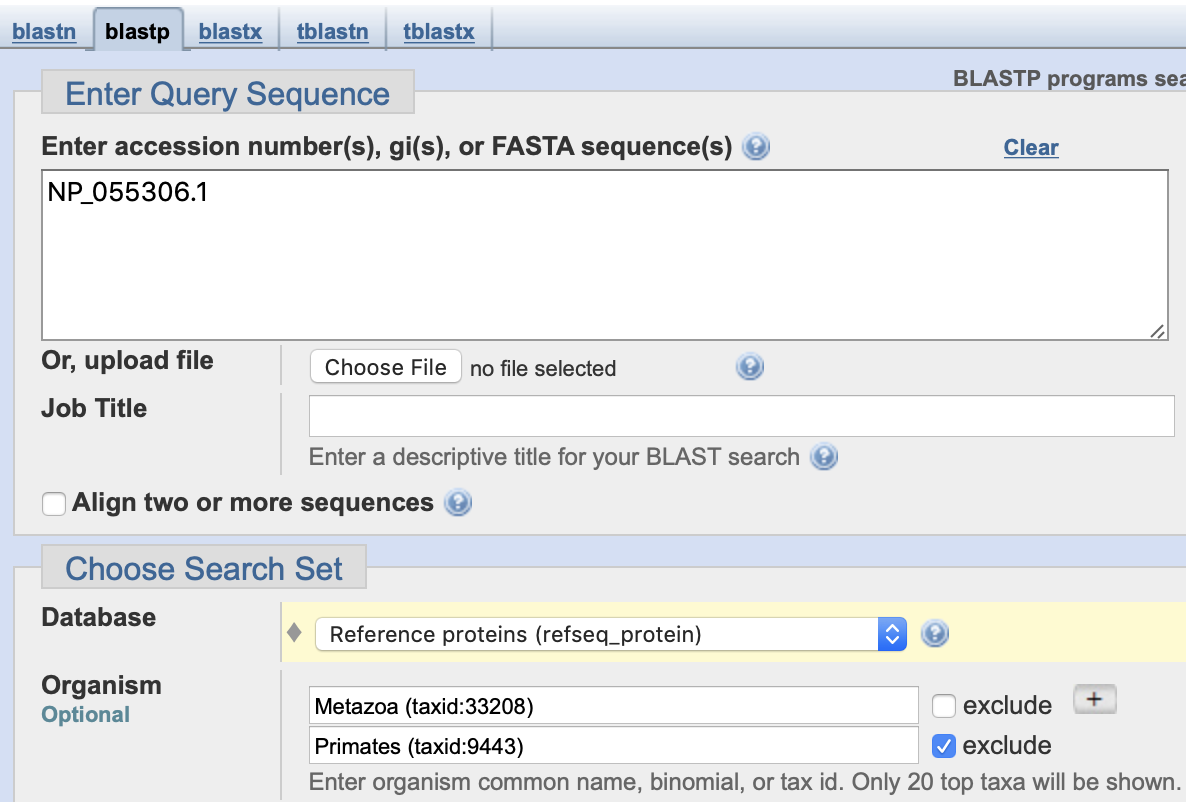 blastn blastp blastx tblastn tblastx
BLASTP programs sea
Enter Query Sequence
Enter accession number(s), gi(s), or FASTA sequence(s)
Clear
NP_055306.1
Or, upload file
Choose File no file selected
Job Title
Enter a descriptive title for your BLAST search
Align two or more sequences
Choose Search Set
Database
Reference proteins (refseq_protein)
Organism
Optional
Metazoa (taxid:33208) exclude +
Primates (taxid:9443) exclude
Enter organism common name, binomial, or tax id. Only 20 top taxa will be shown.